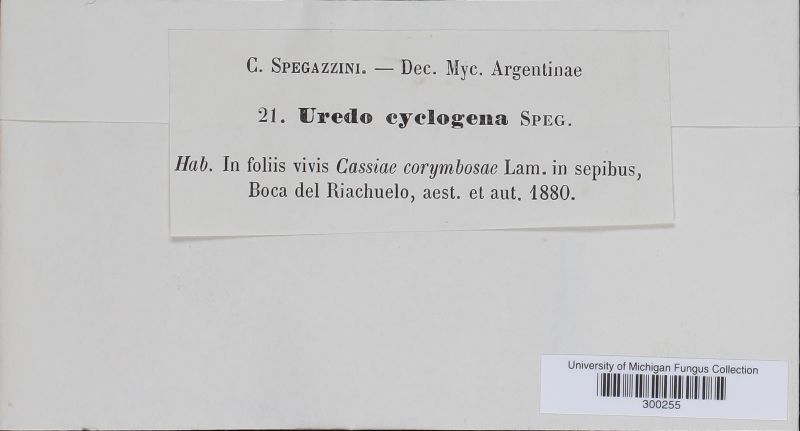 C. Spegazzini. — Dec. Myc. Argentinae
21. Uredo cyclogena Speg.
Hab. In foliis vivis Cassiae corymbosae Lam. in sepibus,
Boca del Riachuelo, aest. et aut. 1880.
University of Michigan Fungus Collection
300255